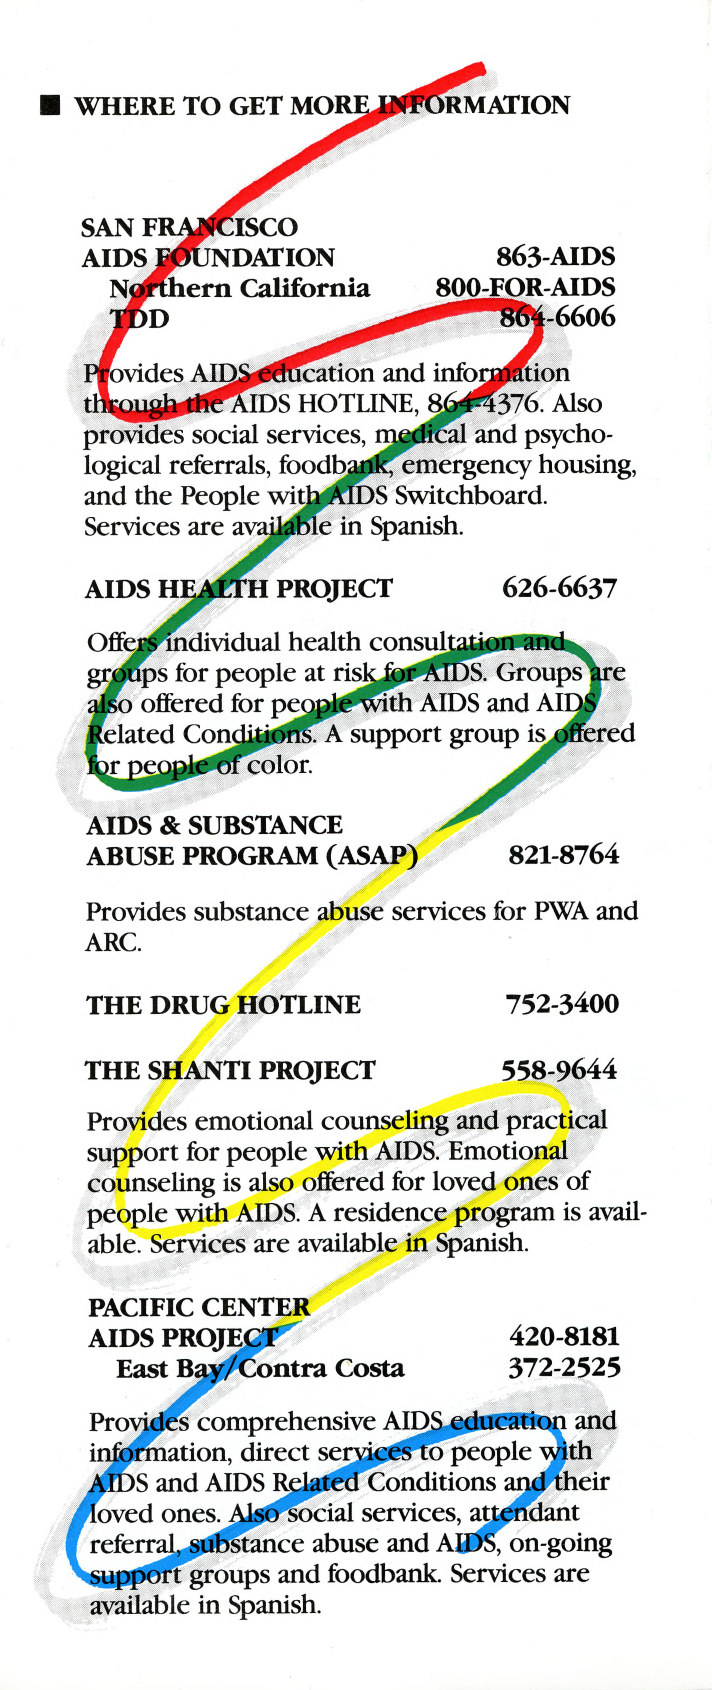 ■ WHERE TO GET MORE INFORMATION
SAN FRANCISCO
AIDS FOUNDATION 863-AIDS
Northern California 800-FOR-AIDS
TDD 864-6606
Provides AIDS education and information
through the AIDS HOTLINE, 864-4376. Also
provides social services, medical and psycho-
logical referrals, foodbank, emergency housing,
and the People with AIDS Switchboard.
Services are available in Spanish.
AIDS HEALTH PROJECT 626-6637
Offers individual health consultation and
groups for people at risk for AIDS. Groups are
also offered for people with AIDS and AIDS
Related Conditions. A support group is offered
for people of color.
AIDS & SUBSTANCE
ABUSE PROGRAM (ASAP) 821-8764
Provides substance abuse services for PWA and
ARC.
THE DRUG HOTLINE 752-3400
THE SHANTI PROJECT 558-9644
Provides emotional counseling and practical
support for people with AIDS. Emotional
counseling is also offered for loved ones of
people with AIDS. A residence program is avail-
able. Services are available in Spanish.
PACIFIC CENTER
AIDS PROJECT 420-8181
East Bay/Contra Costa 372-2525
Provides comprehensive AIDS education and
information, direct services to people with
AIDS and AIDS Related Conditions and their
loved ones. Also social services, attendant
referral, substance abuse and AIDS, on-going
support groups and foodbank. Services are
available in Spanish.